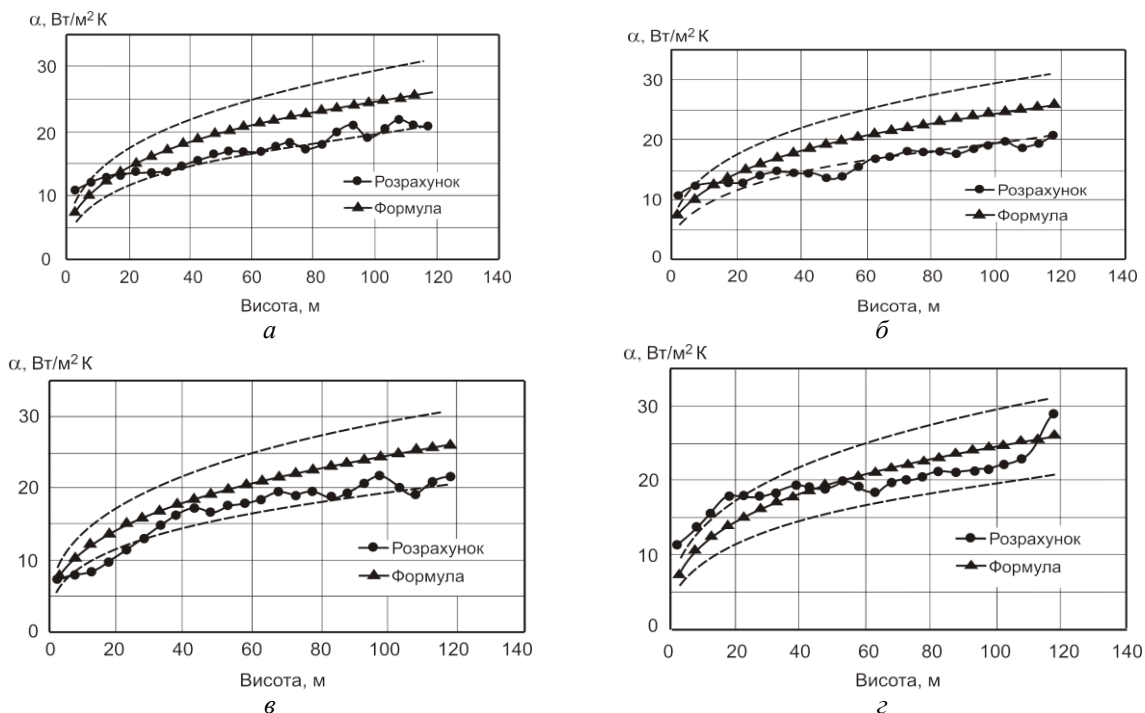 α, Вт/м² К
30
20
10
0
0 20 40 60 80 100 120 140
Розрахунок
Формула
Висота, м
а
α, Вт/м² К
30
20
10
0
0 20 40 60 80 100 120 140
Розрахунок
Формула
Висота, м
б
α, Вт/м² К
30
20
10
0
0 20 40 60 80 100 120 140
Розрахунок
Формула
Висота, м
в
α, Вт/м² К
30
20
10
0
0 20 40 60 80 100 120 140
Розрахунок
Формула
Висота, м
г